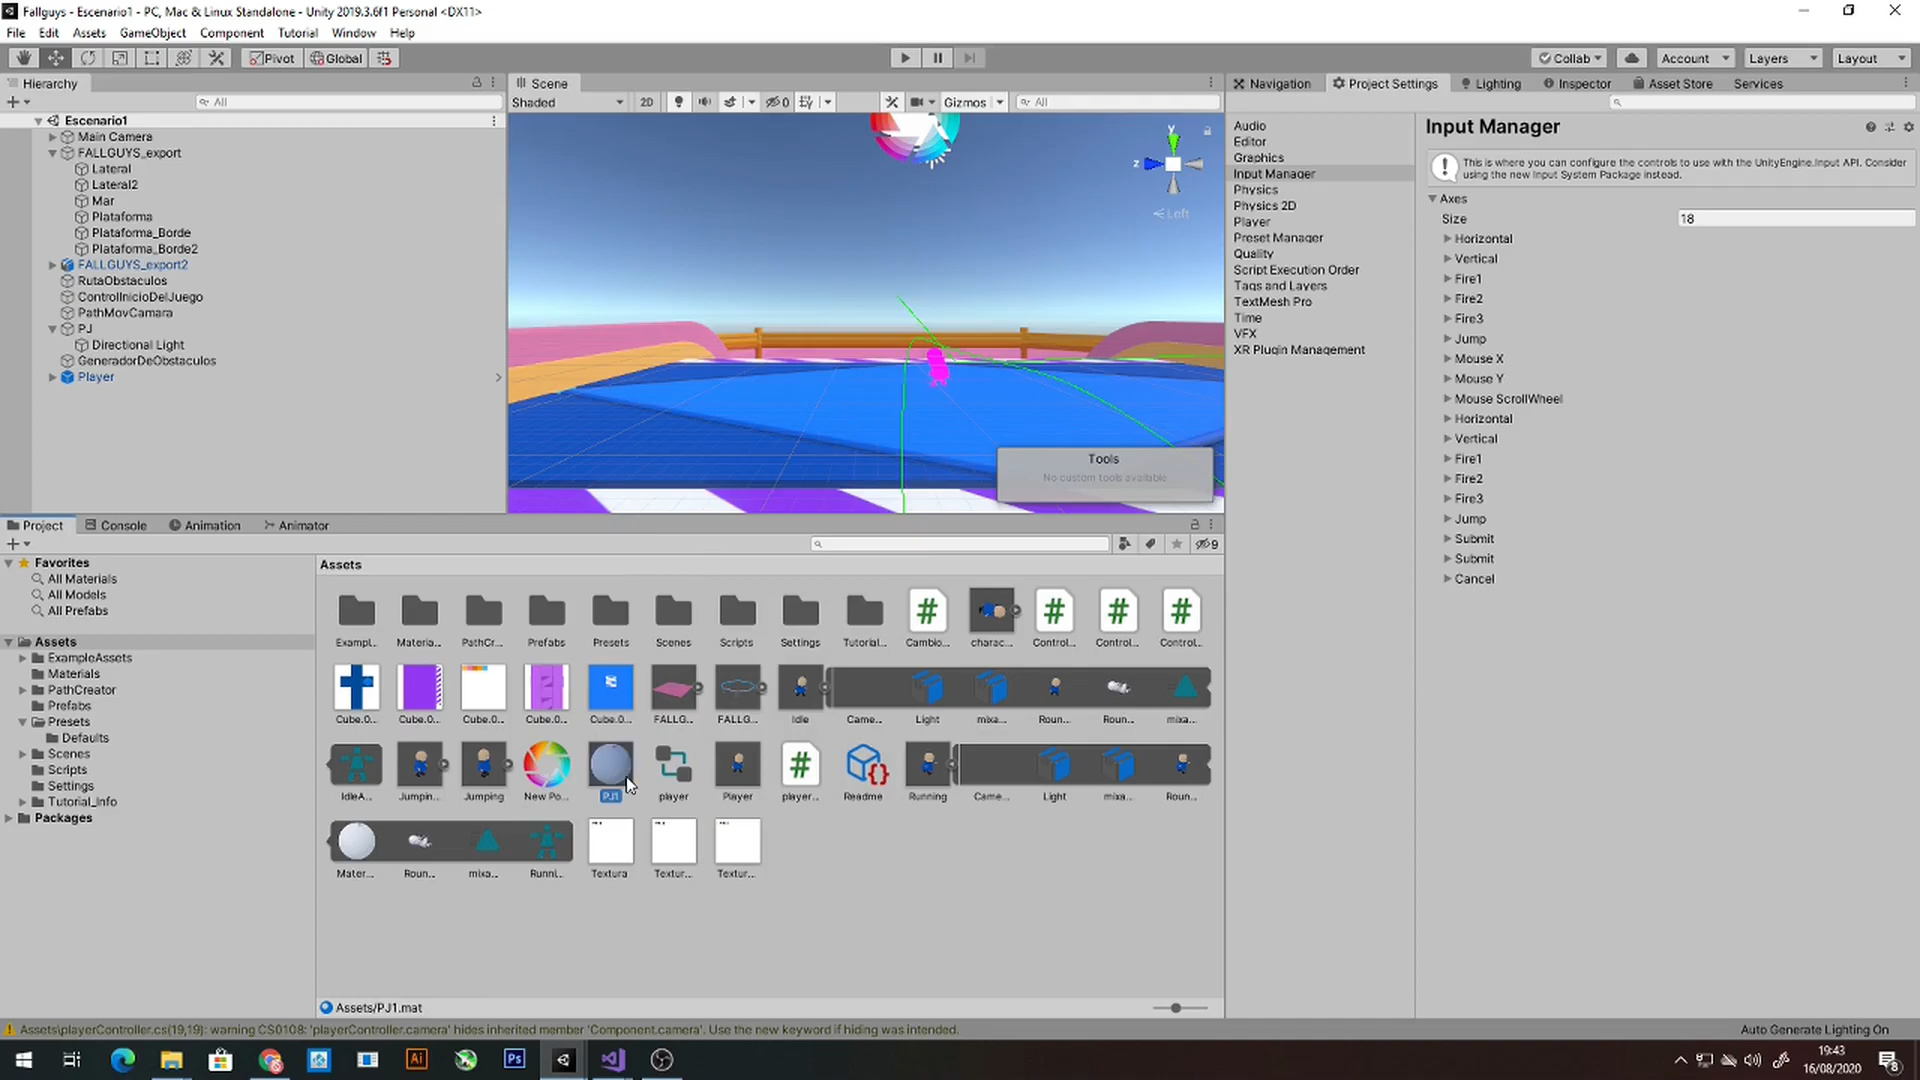 Fallguys - Escenario1 - PC, Mac & Linux Standalone - Unity 2019.3.6f1 Personal <DX11>
File Edit Assets GameObject Component Tutorial Window Help
Pivot Global Collab Account Layers Layout
Hierarchy
All
Escenario1
Main Camera
FALLGUYS_export
Lateral
Lateral2
Mar
Plataforma
Plataforma_Borde
Plataforma_Borde2
FALLGUYS_export2
RutaObstaculos
ControlInicioDelJuego
PathMovCamara
PJ
Directional Light
GeneradorDeObstaculos
Player
Scene
Shaded 2D 0 Gizmos All
y
z
Left
Tools
No custom tools available
Navigation Project Settings Lighting Inspector Asset Store Services
Audio
Editor
Graphics
Input Manager
Physics
Physics 2D
Player
Preset Manager
Quality
Script Execution Order
Tags and Layers
TextMesh Pro
Time
VFX
XR Plugin Management
Input Manager
This is where you can configure the controls to use with the UnityEngine.Input API. Consider
using the new Input System Package instead.
Axes
Size 18
Horizontal
Vertical
Fire1
Fire2
Fire3
Jump
Mouse X
Mouse Y
Mouse ScrollWheel
Horizontal
Vertical
Fire1
Fire2
Fire3
Jump
Submit
Submit
Cancel
Project Console Animation Animator
9
Favorites
All Materials
All Models
All Prefabs
Assets
ExampleAssets
Materials
PathCreator
Prefabs
Presets
Defaults
Scenes
Scripts
Settings
Tutorial_Info
Packages
Assets
Exampl... Materia... PathCr... Prefabs Presets Scenes Scripts Settings Tutorial... Cambio... charac... Control... Control... Control...
Cube.0... Cube.0... Cube.0... Cube.0... Cube.0... FALLG... FALLG... Idle Came... Light mixa... Roun... Roun... mixa...
IdleA... Jumpin... Jumping New Po... PJ1 player Player player... Readme Running Came... Light mixa... Roun...
Mater... Roun... mixa... Runni... Textura Textur... Textur...
Assets/PJ1.mat
Assets\playerController.cs(19,19): warning CS0108: 'playerController.camera' hides inherited member 'Component.camera'. Use the new keyword if hiding was intended.
Auto Generate Lighting On
Ai Ps
19:43
16/08/2020
8